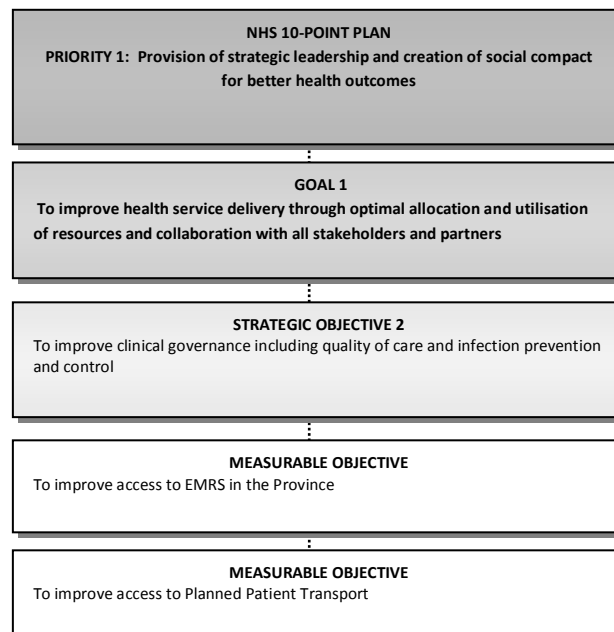 NHS 10-POINT PLAN
PRIORITY 1:  Provision of strategic leadership and creation of social compact
for better health outcomes
GOAL 1
To improve health service delivery through optimal allocation and utilisation
of resources and collaboration with all stakeholders and partners
STRATEGIC OBJECTIVE 2
To improve clinical governance including quality of care and infection prevention
and control
MEASURABLE OBJECTIVE
To improve access to EMRS in the Province
MEASURABLE OBJECTIVE
To improve access to Planned Patient Transport